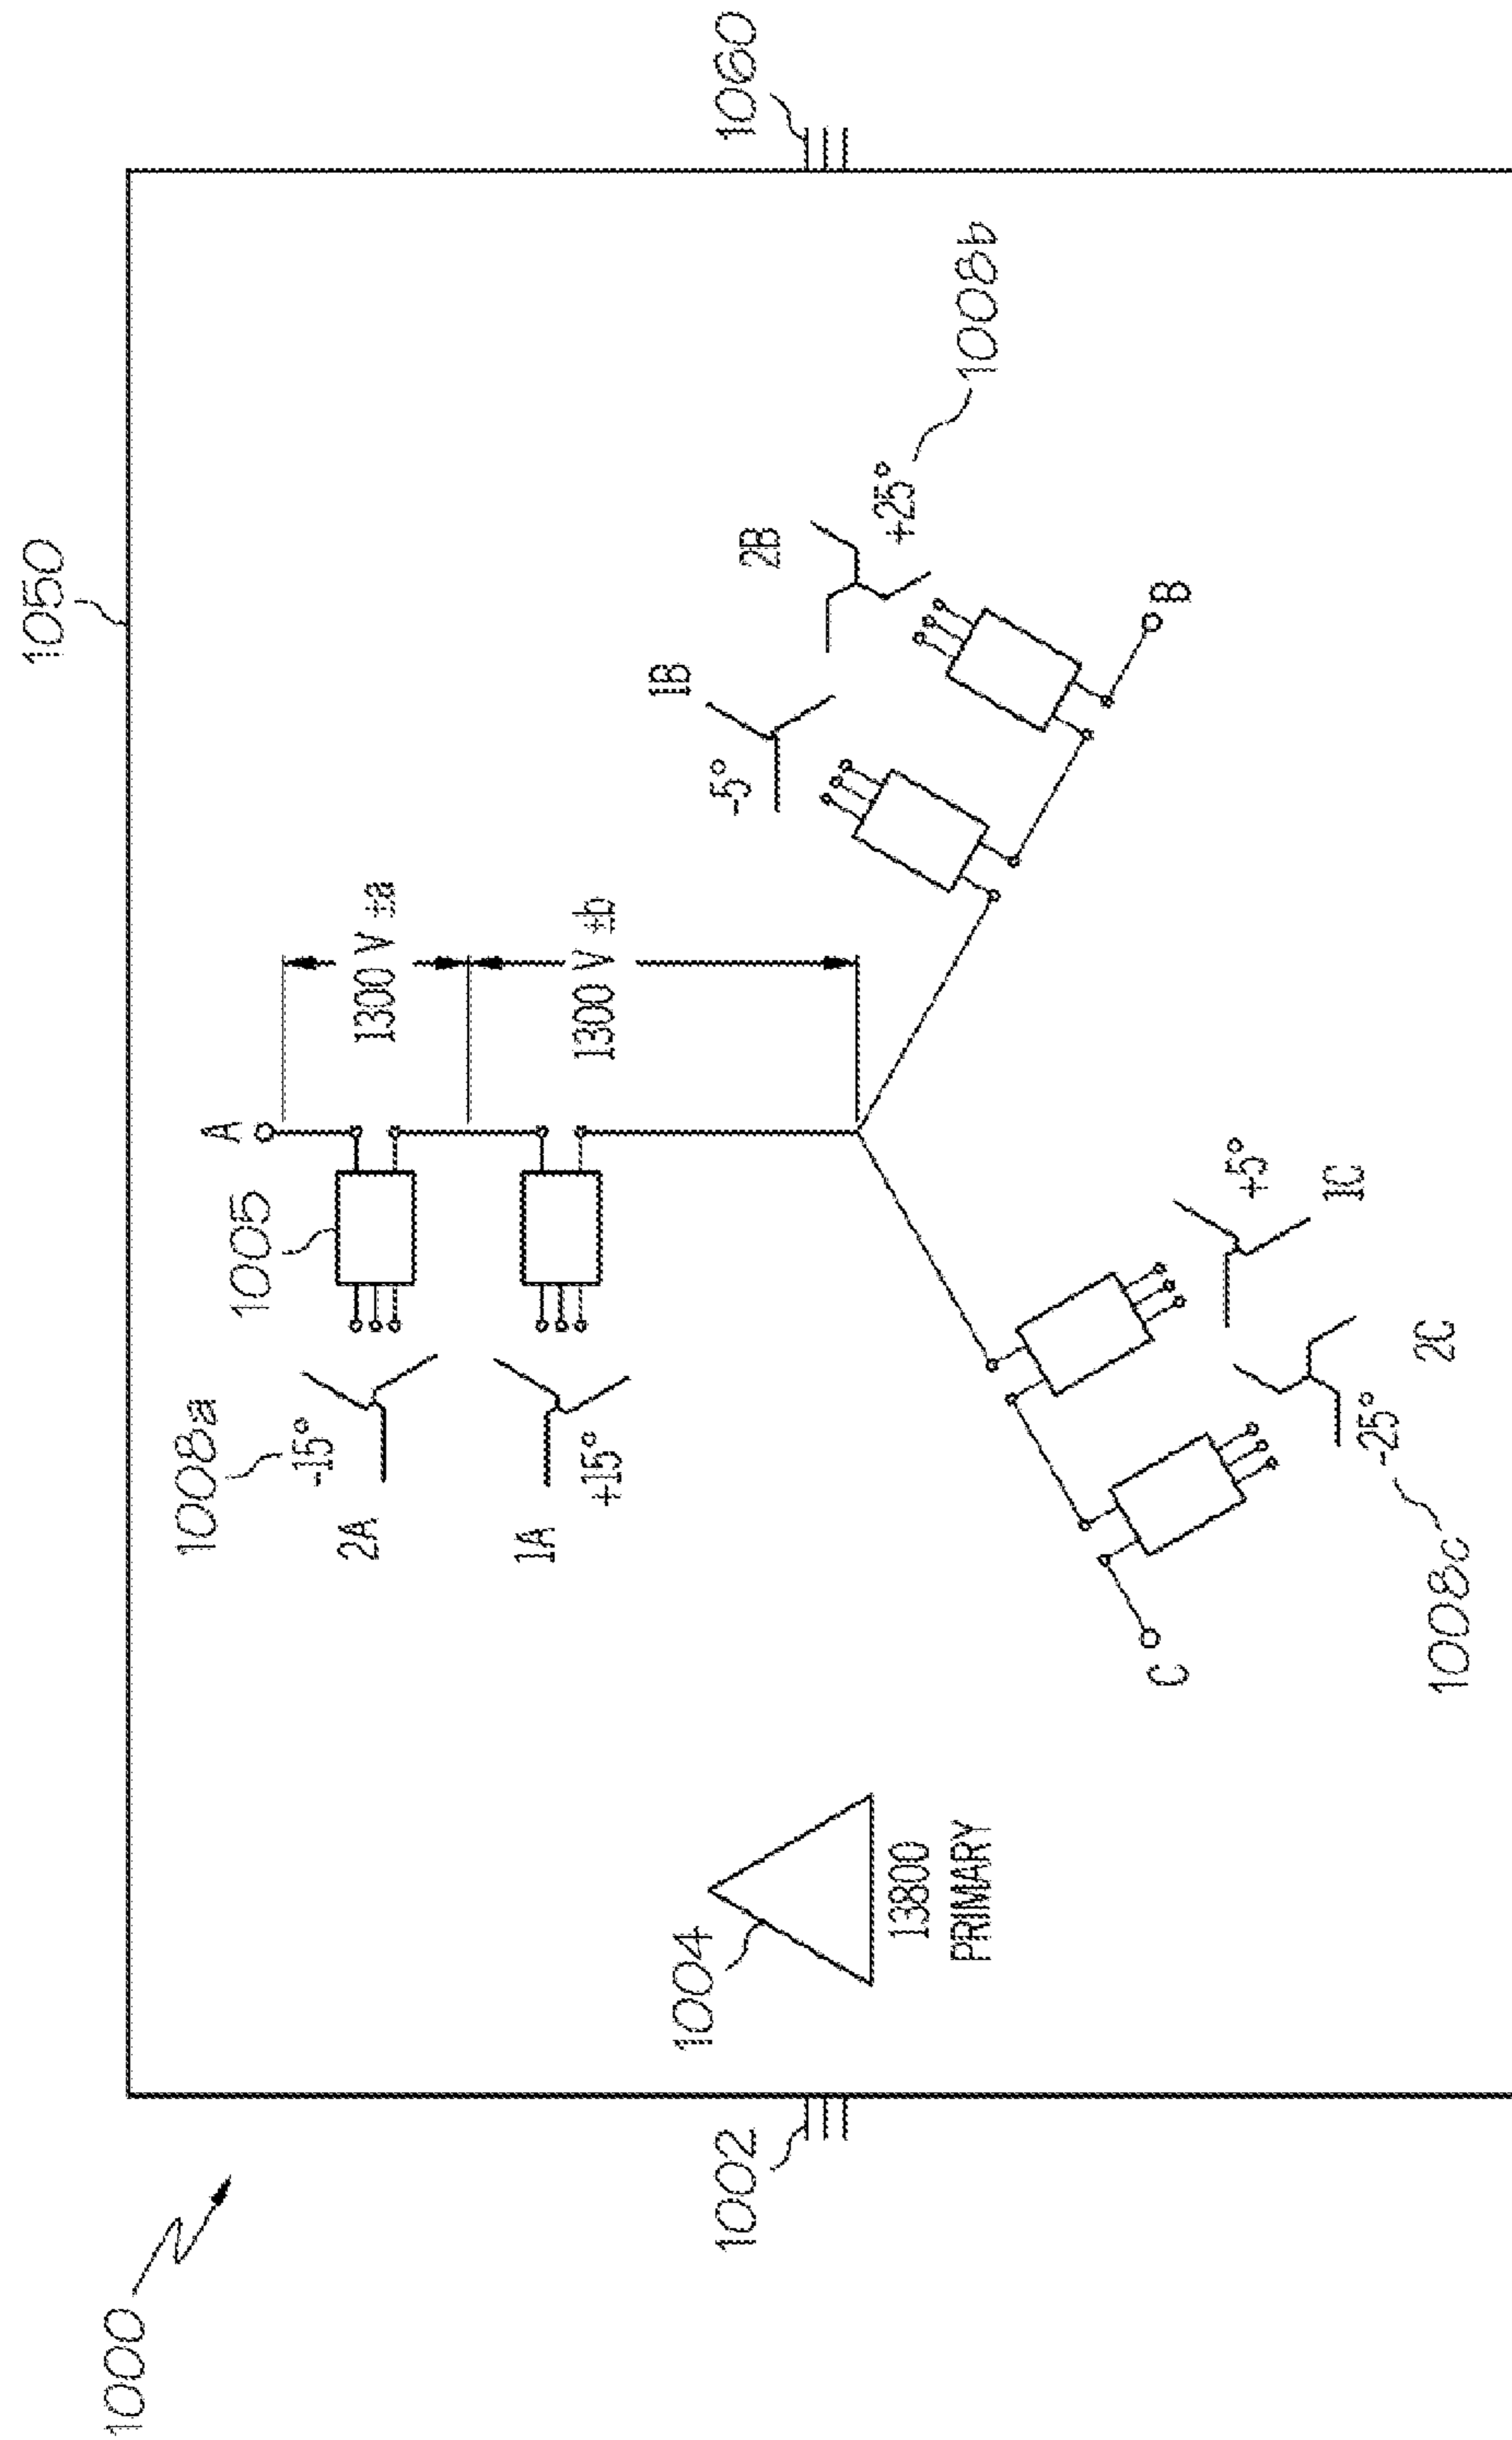 1000
1050
1002
1060
1004
13800
PRIMARY
1008a
-15°
2A
1005
A
1300 V ±a
1A
+15°
1300 V ±b
1B
-5°
2B
+25°
1008b
B
+5°
1C
2C
-25°
1008c
C